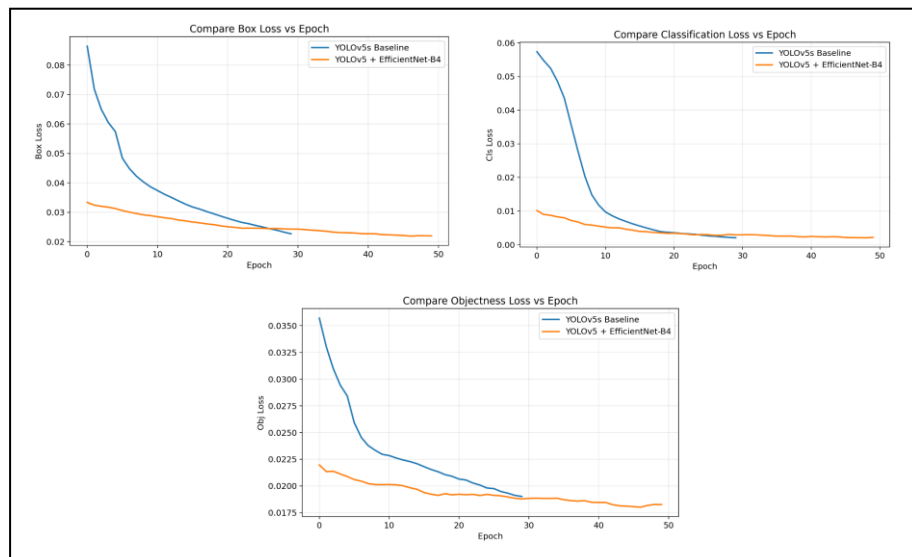 Compare Box Loss vs Epoch
YOLOv5s Baseline
YOLOv5 + EfficientNet-B4
0.08
0.07
0.06
0.05
0.04
0.03
0.02
Box Loss
0 10 20 30 40 50
Epoch
Compare Classification Loss vs Epoch
YOLOv5s Baseline
YOLOv5 + EfficientNet-B4
0.06
0.05
0.04
0.03
0.02
0.01
0.00
Cls Loss
0 10 20 30 40 50
Epoch
Compare Objectness Loss vs Epoch
YOLOv5s Baseline
YOLOv5 + EfficientNet-B4
0.0350
0.0325
0.0300
0.0275
0.0250
0.0225
0.0200
0.0175
Obj Loss
0 10 20 30 40 50
Epoch